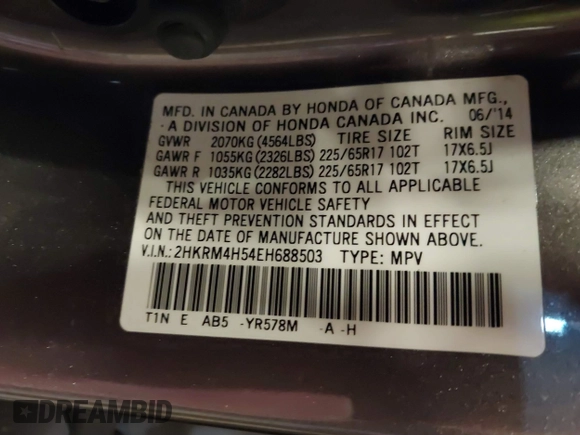 MFD. IN CANADA BY HONDA OF CANADA MFG.,
A DIVISION OF HONDA CANADA INC. 06/'14
GVWR 2070KG (4564LBS) TIRE SIZE RIM SIZE
GAWR F 1055KG (2326LBS) 225/65R17 102T 17X6.5J
GAWR R 1035KG (2282LBS) 225/65R17 102T 17X6.5J
THIS VEHICLE CONFORMS TO ALL APPLICABLE
FEDERAL MOTOR VEHICLE SAFETY
AND THEFT PREVENTION STANDARDS IN EFFECT
ON THE DATE OF MANUFACTURE SHOWN ABOVE.
V.I.N.: 2HKRM4H54EH688503 TYPE: MPV
T1N E AB5 -YR578M -A -H
DREAMBID